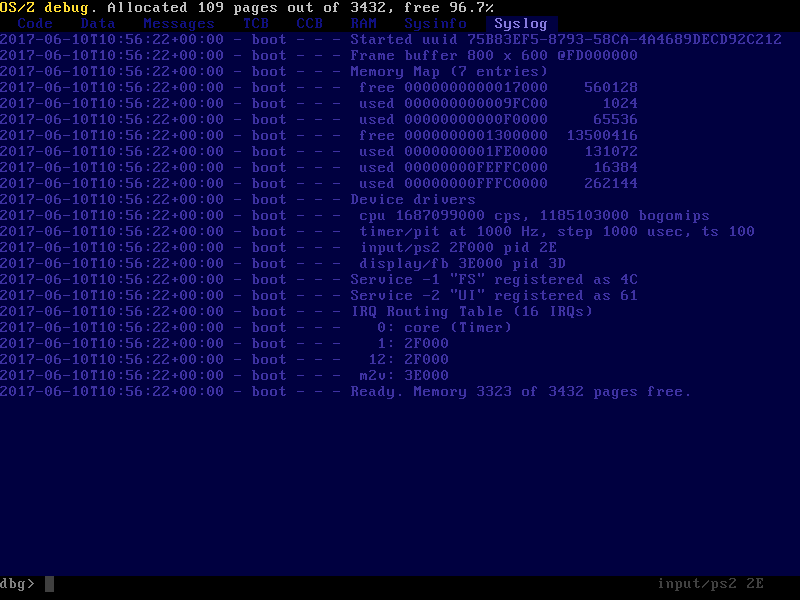 OS/Z debug. Allocated 109 pages out of 3432, free 96.7%
Code Data Messages TCB CCB RAM Sysinfo Syslog
2017-06-10T10:56:22+00:00 - boot - - - Started uuid 75B83EF5-8793-58CA-4A4689DECD92C212
2017-06-10T10:56:22+00:00 - boot - - - Frame buffer 800 x 600 @FD000000
2017-06-10T10:56:22+00:00 - boot - - - Memory Map (7 entries)
2017-06-10T10:56:22+00:00 - boot - - -  free 0000000000017000    560128
2017-06-10T10:56:22+00:00 - boot - - -  used 000000000009FC00      1024
2017-06-10T10:56:22+00:00 - boot - - -  used 00000000000F0000     65536
2017-06-10T10:56:22+00:00 - boot - - -  free 0000000001300000  13500416
2017-06-10T10:56:22+00:00 - boot - - -  used 0000000001FE0000    131072
2017-06-10T10:56:22+00:00 - boot - - -  used 00000000FEFFC000     16384
2017-06-10T10:56:22+00:00 - boot - - -  used 00000000FFFC0000    262144
2017-06-10T10:56:22+00:00 - boot - - - Device drivers
2017-06-10T10:56:22+00:00 - boot - - -  cpu 1687099000 cps, 1185103000 bogomips
2017-06-10T10:56:22+00:00 - boot - - -  timer/pit at 1000 Hz, step 1000 usec, ts 100
2017-06-10T10:56:22+00:00 - boot - - -  input/ps2 2F000 pid 2E
2017-06-10T10:56:22+00:00 - boot - - -  display/fb 3E000 pid 3D
2017-06-10T10:56:22+00:00 - boot - - - Service -1 "FS" registered as 4C
2017-06-10T10:56:22+00:00 - boot - - - Service -2 "UI" registered as 61
2017-06-10T10:56:22+00:00 - boot - - - IRQ Routing Table (16 IRQs)
2017-06-10T10:56:22+00:00 - boot - - -    0: core (Timer)
2017-06-10T10:56:22+00:00 - boot - - -    1: 2F000
2017-06-10T10:56:22+00:00 - boot - - -   12: 2F000
2017-06-10T10:56:22+00:00 - boot - - -  m2v: 3E000
2017-06-10T10:56:22+00:00 - boot - - - Ready. Memory 3323 of 3432 pages free.
dbg> input/ps2 2E